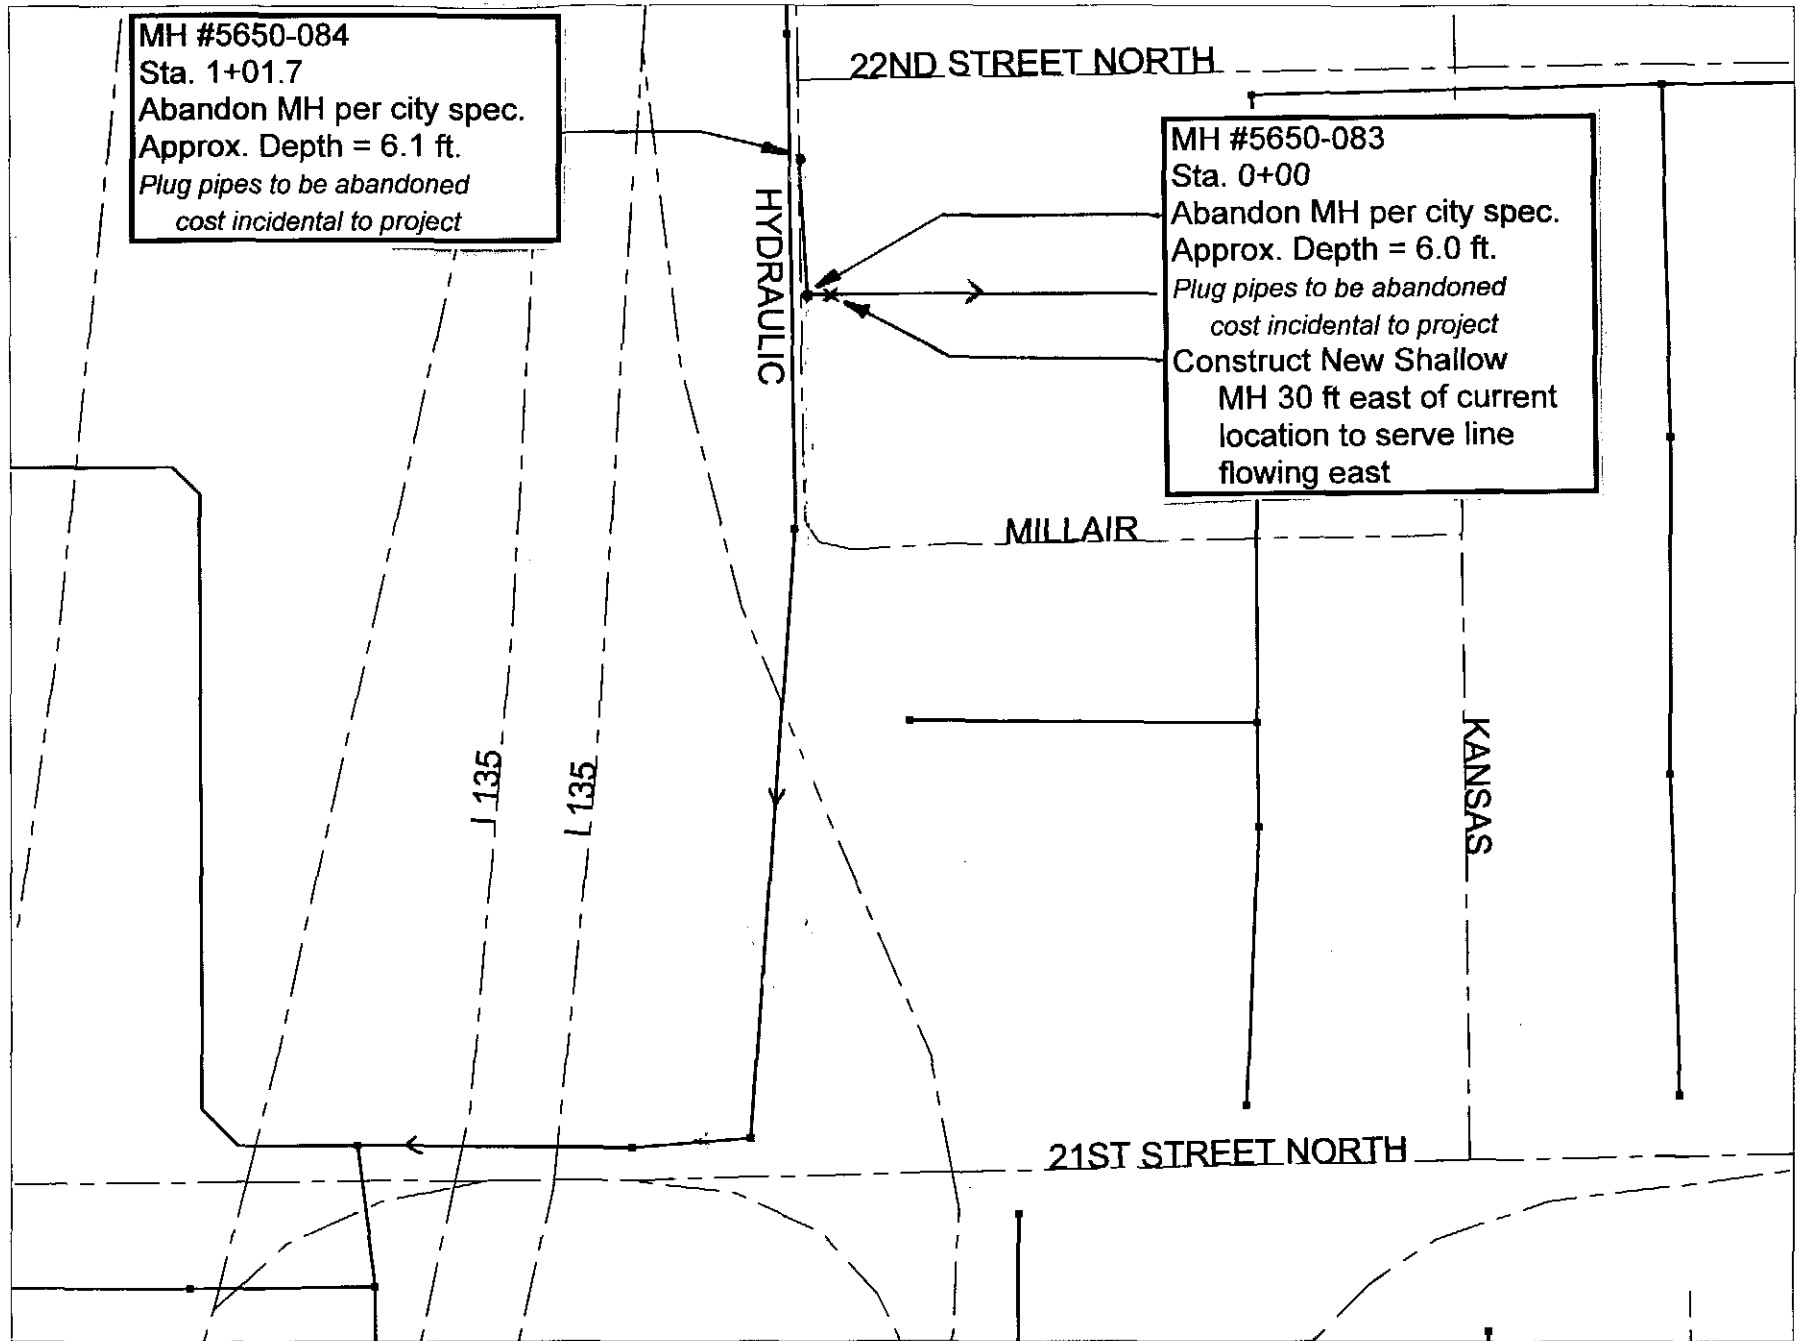 MH #5650-084
Sta. 1+01.7
Abandon MH per city spec.
Approx. Depth = 6.1 ft.
Plug pipes to be abandoned
cost incidental to project
22ND STREET NORTH
MH #5650-083
Sta. 0+00
Abandon MH per city spec.
Approx. Depth = 6.0 ft.
Plug pipes to be abandoned
cost incidental to project
Construct New Shallow
MH 30 ft east of current
location to serve line
flowing east
HYDRAULIC
MILLAIR
I 135
I 135
KANSAS
21ST STREET NORTH